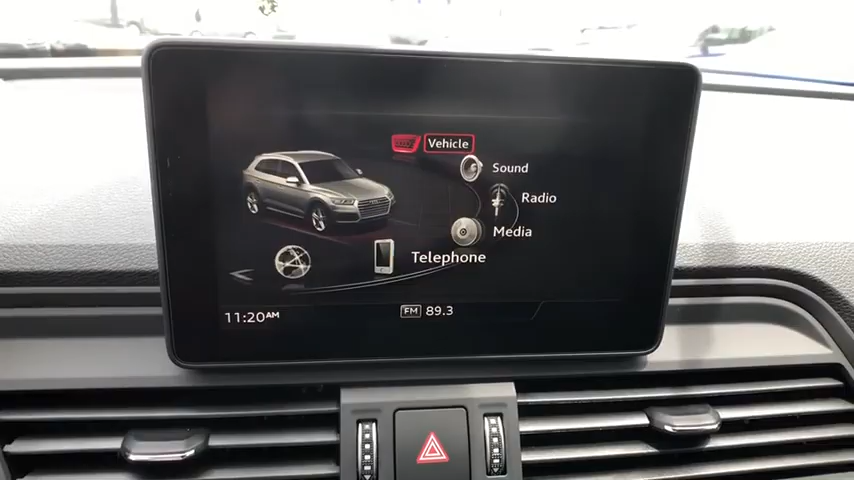 Vehicle
Sound
Radio
Media
Telephone
11:20AM
FM 89.3